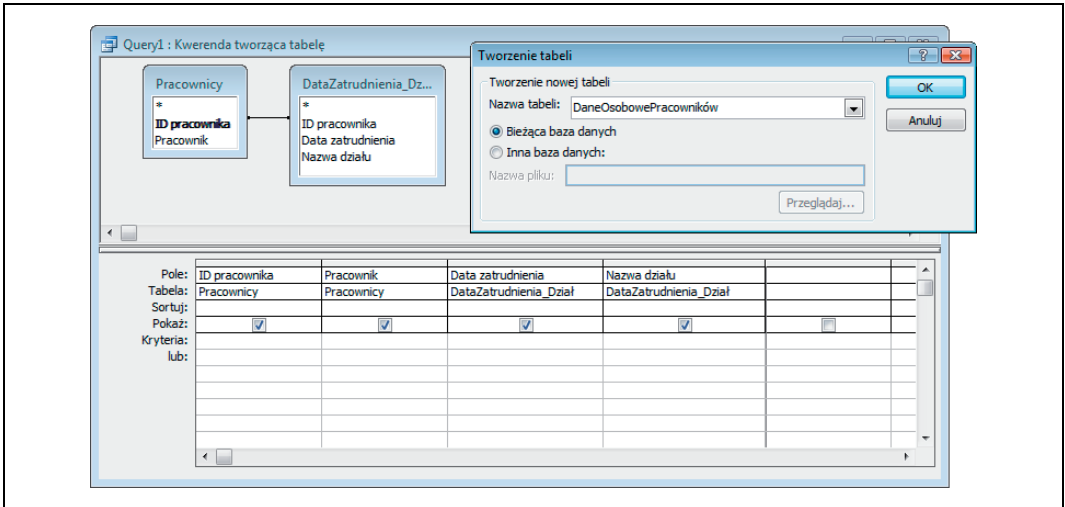 Query1 : Kwerenda tworząca tabelę
Pracownicy
*
ID pracownika
Pracownik
DataZatrudnienia_Dz...
*
ID pracownika
Data zatrudnienia
Nazwa działu
Tworzenie tabeli
Tworzenie nowej tabeli
Nazwa tabeli: DaneOsobowePracowników
Bieżąca baza danych
Inna baza danych:
Nazwa pliku:
Przeglądaj...
OK
Anuluj
Pole: ID pracownika Pracownik Data zatrudnienia Nazwa działu
Tabela: Pracownicy Pracownicy DataZatrudnienia_Dział DataZatrudnienia_Dział
Sortuj:
Pokaż:
Kryteria:
lub: